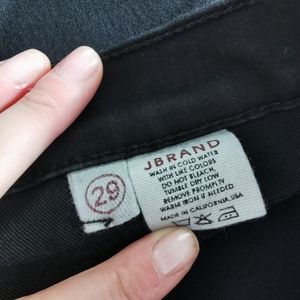 29
JBRAND
WASH IN COLD WATER
WITH LIKE COLOURS
DO NOT BLEACH,
TUMBLE DRY LOW
REMOVE PROMPTLY
WARM IRON IF NEEDED
MADE IN CALIFORNIA, USA